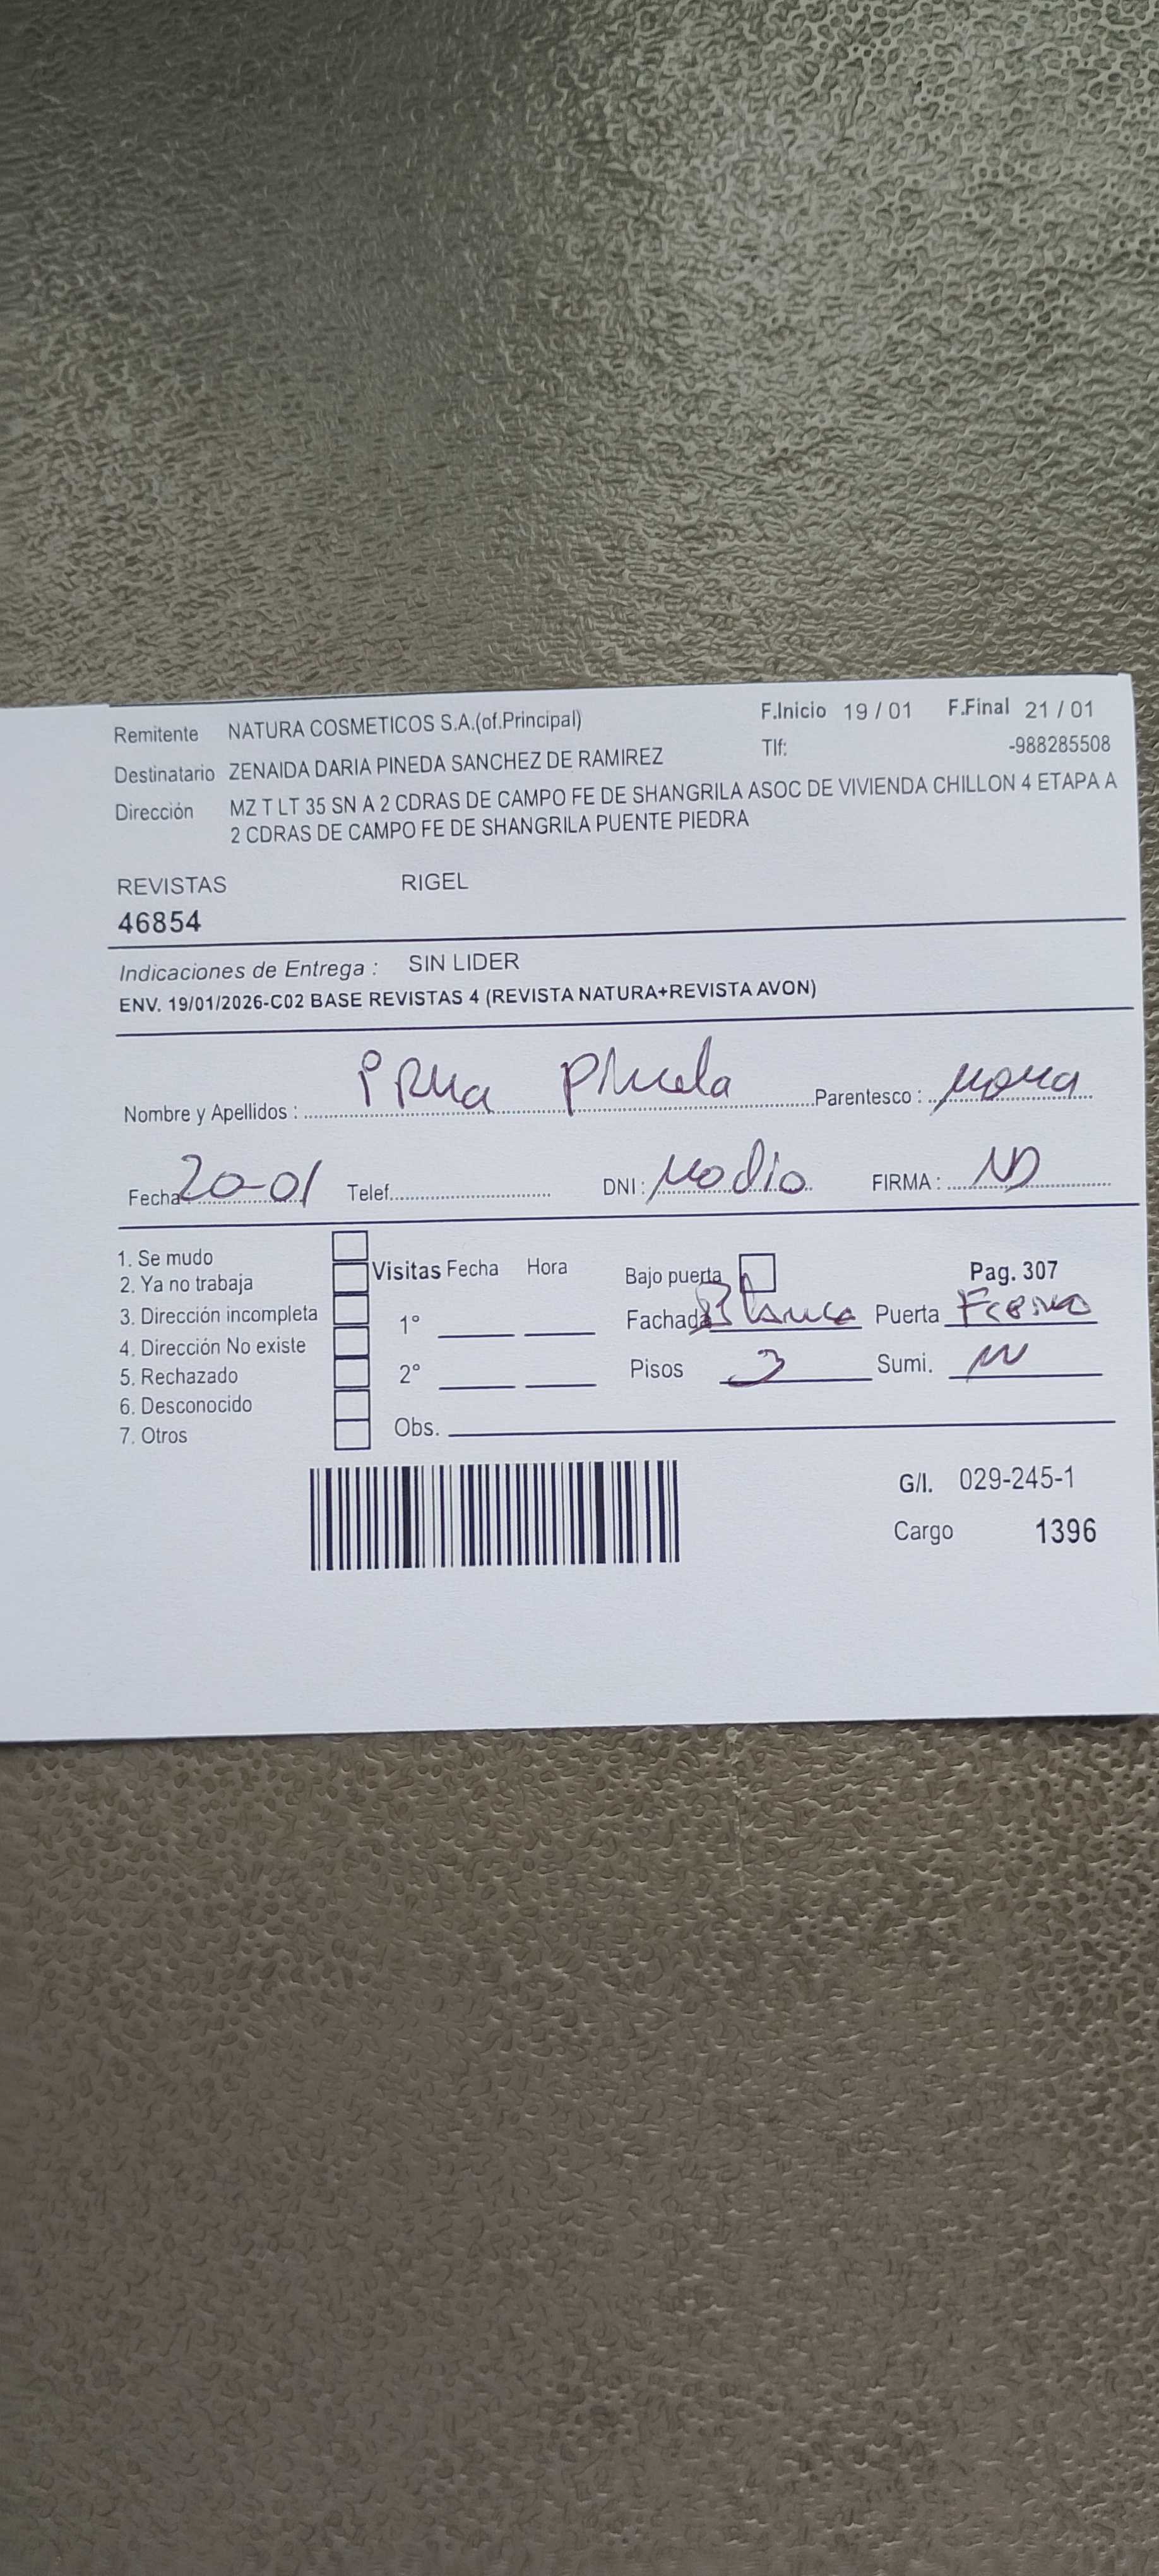 Remitente NATURA COSMETICOS S.A.(of.Principal) F.Inicio 19 / 01 F.Final 21 / 01
Destinatario ZENAIDA DARIA PINEDA SANCHEZ DE RAMIREZ Tlf: -988285508
Dirección MZ T LT 35 SN A 2 CDRAS DE CAMPO FE DE SHANGRILA ASOC DE VIVIENDA CHILLON 4 ETAPA A
2 CDRAS DE CAMPO FE DE SHANGRILA PUENTE PIEDRA
REVISTAS RIGEL
46854
Indicaciones de Entrega : SIN LIDER
ENV. 19/01/2026-C02 BASE REVISTAS 4 (REVISTA NATURA+REVISTA AVON)
Nombre y Apellidos : Parentesco :
Fecha 20-01 Telef. DNI : No dio FIRMA :
1. Se mudo
2. Ya no trabaja Visitas Fecha Hora Bajo puerta Pag. 307
3. Dirección incompleta 1° Fachada Blanca Puerta
4. Dirección No existe
5. Rechazado 2° Pisos 3 Sumi.
6. Desconocido
7. Otros Obs.
G/I. 029-245-1
Cargo 1396